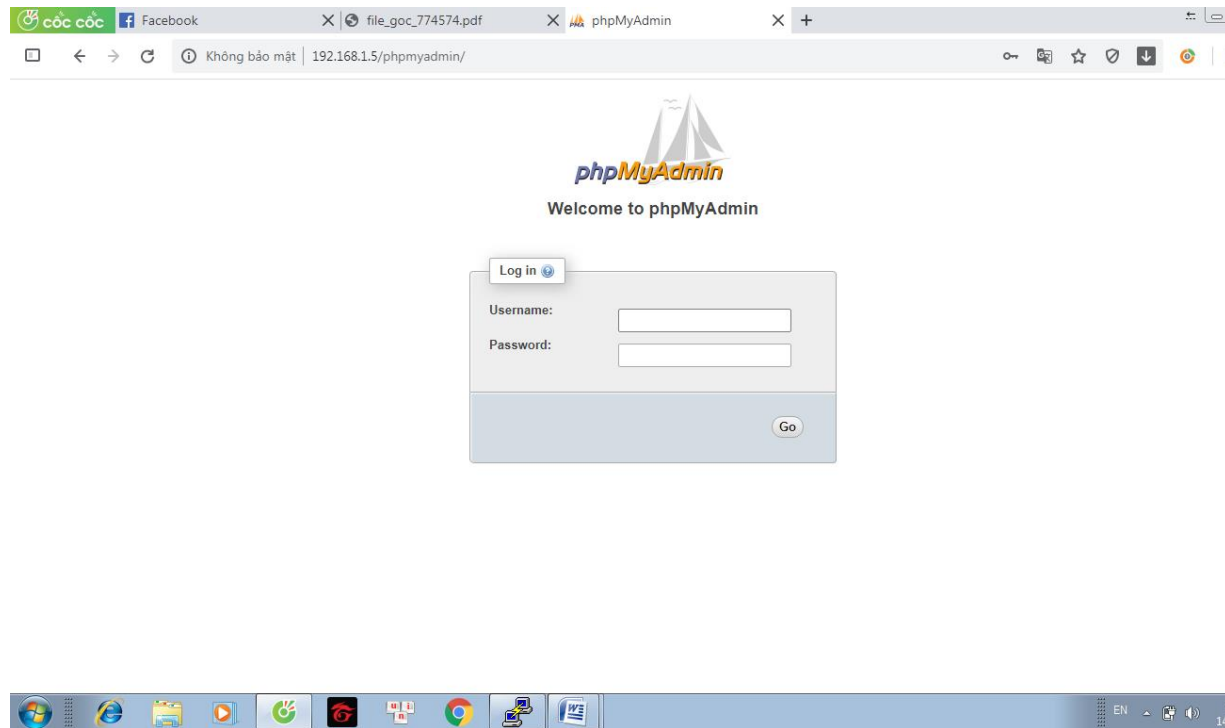 cốc cốc Facebook file_goc_774574.pdf phpMyAdmin
Không bảo mật 192.168.1.5/phpmyadmin/
phpMyAdmin
Welcome to phpMyAdmin
Log in
Username:
Password:
Go
EN